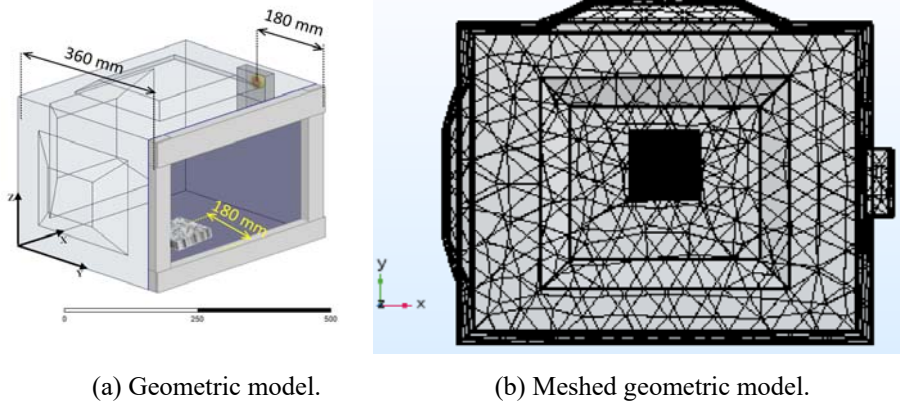 180 mm
360 mm
180 mm
Z
X
Y
0
250
500
y
z
x
(a) Geometric model.
(b) Meshed geometric model.